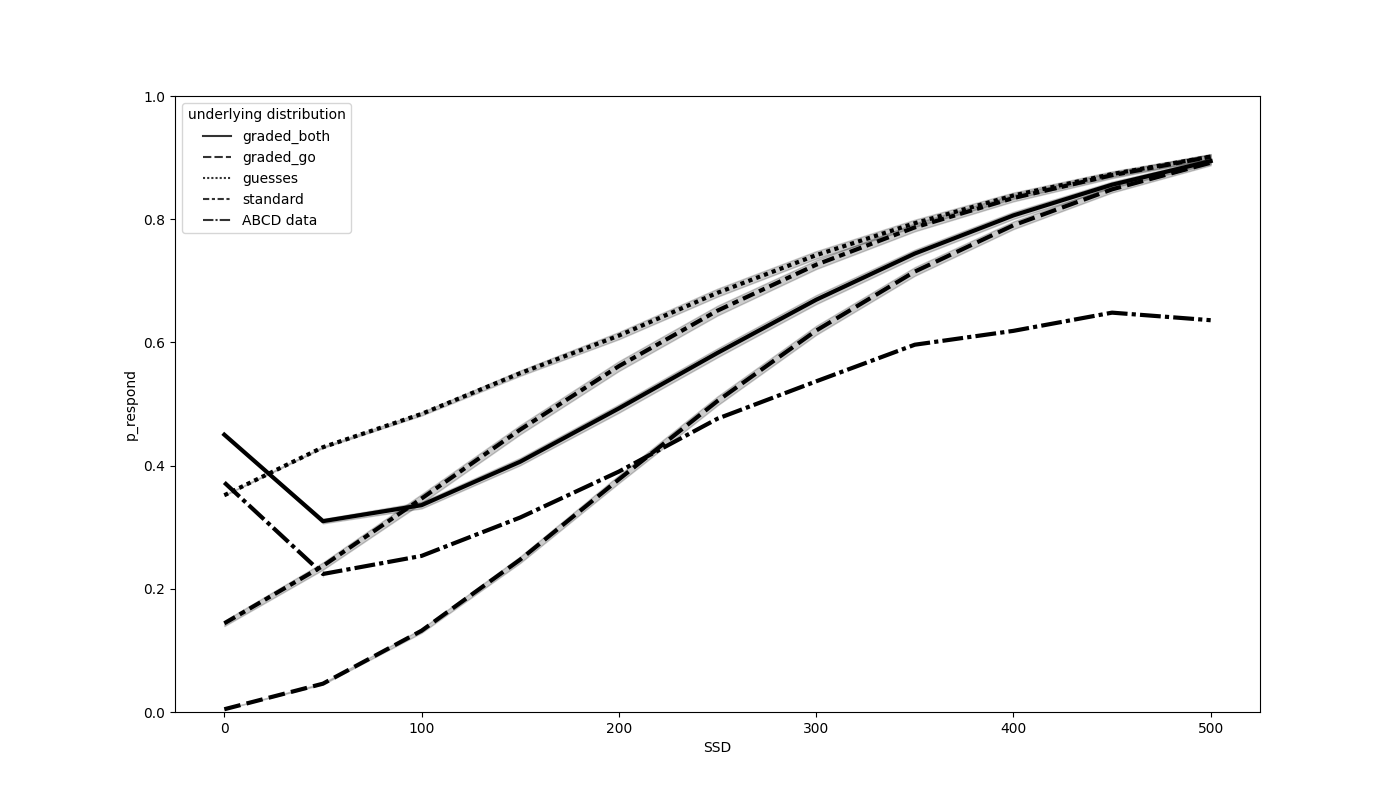 underlying distribution
graded_both
graded_go
guesses
standard
ABCD data
1.0
0.8
0.6
0.4
0.2
0.0
p_respond
0 100 200 300 400 500
SSD